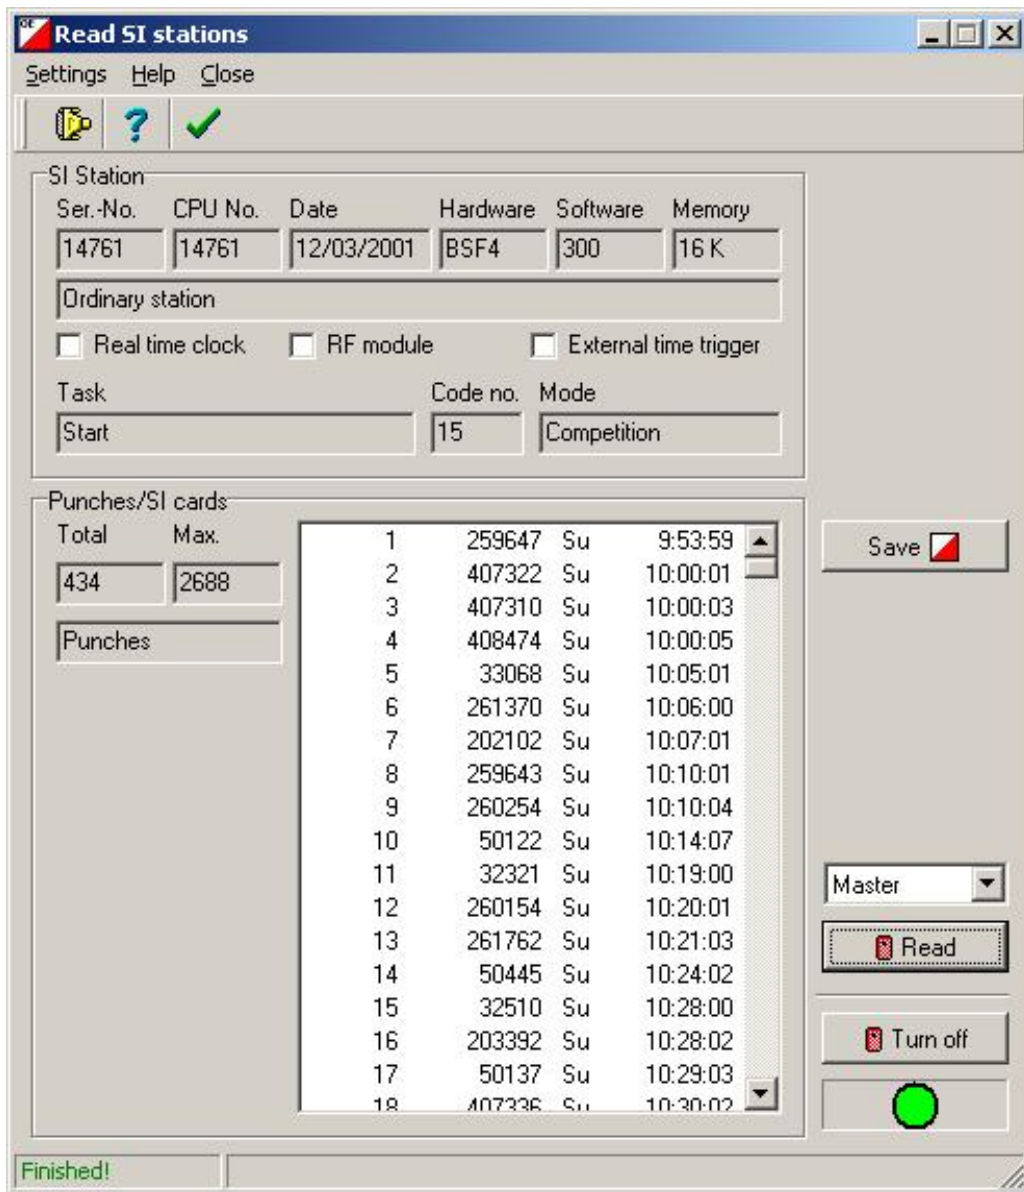 Read SI stations
Settings Help Close
SI Station
Ser.-No. CPU No. Date Hardware Software Memory
14761 14761 12/03/2001 BSF4 300 16 K
Ordinary station
Real time clock RF module External time trigger
Task Code no. Mode
Start 15 Competition
Punches/SI cards
Total Max.
434 2688
Punches
1 259647 Su 9:53:59
2 407322 Su 10:00:01
3 407310 Su 10:00:03
4 408474 Su 10:00:05
5 33068 Su 10:05:01
6 261370 Su 10:06:00
7 202102 Su 10:07:01
8 259643 Su 10:10:01
9 260254 Su 10:10:04
10 50122 Su 10:14:07
11 32321 Su 10:19:00
12 260154 Su 10:20:01
13 261762 Su 10:21:03
14 50445 Su 10:24:02
15 32510 Su 10:28:00
16 203392 Su 10:28:02
17 50137 Su 10:29:03
18 407336 Su 10:30:02
Save
Master
Read
Turn off
Finished!